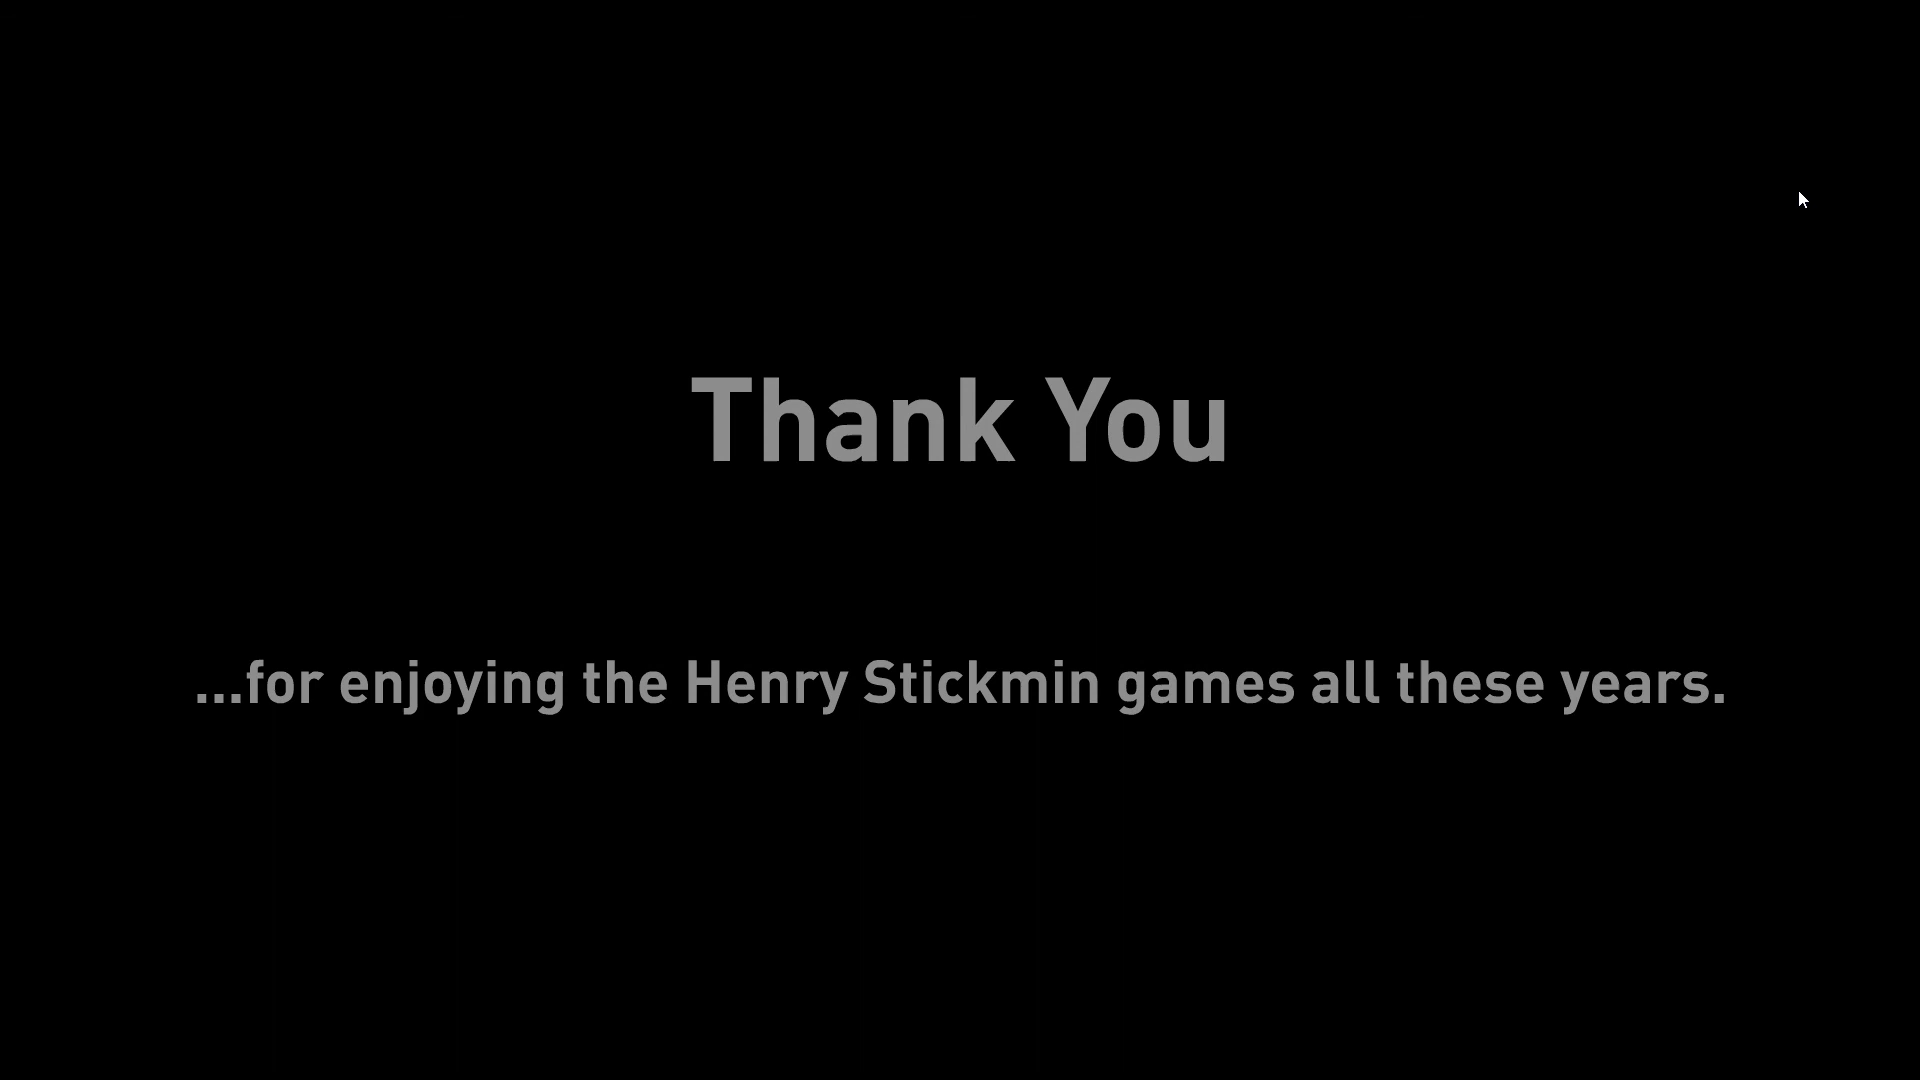 Thank You
...for enjoying the Henry Stickmin games all these years.